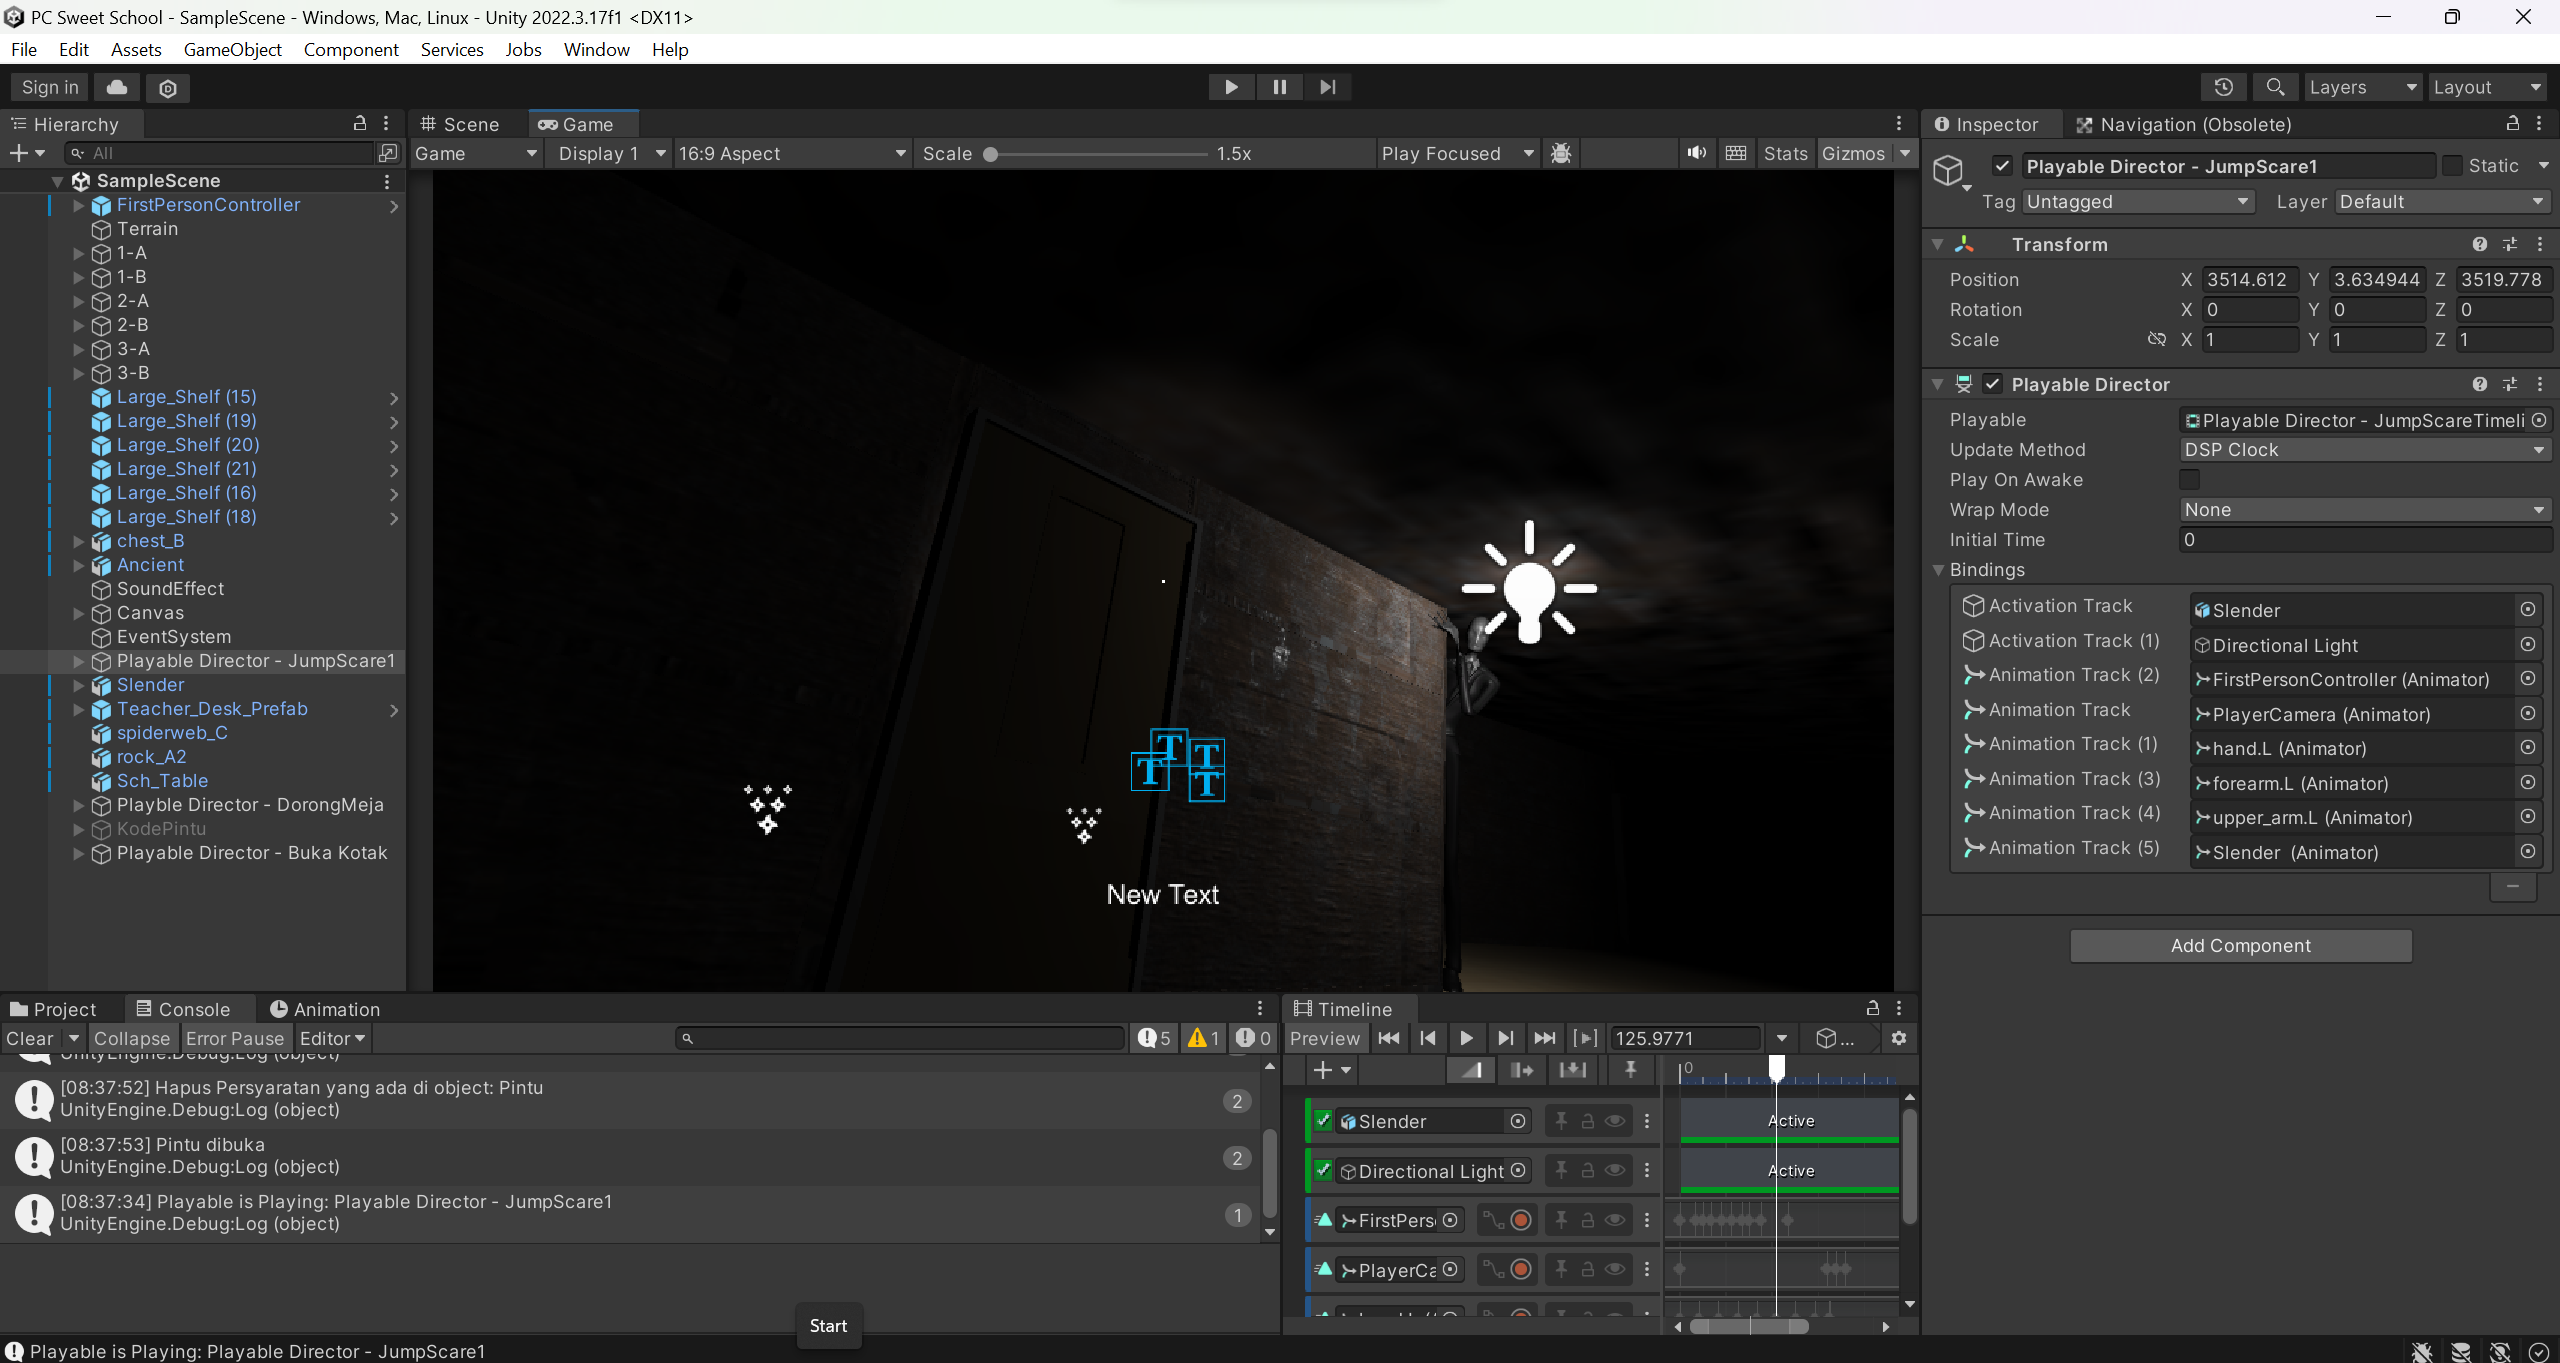 PC Sweet School - SampleScene - Windows, Mac, Linux - Unity 2022.3.17f1 <DX11>
File Edit Assets GameObject Component Services Jobs Window Help
Sign in Layers Layout
Hierarchy
All
SampleScene
FirstPersonController
Terrain
1-A
1-B
2-A
2-B
3-A
3-B
Large_Shelf (15)
Large_Shelf (19)
Large_Shelf (20)
Large_Shelf (21)
Large_Shelf (16)
Large_Shelf (18)
chest_B
Ancient
SoundEffect
Canvas
EventSystem
Playable Director - JumpScare1
Slender
Teacher_Desk_Prefab
spiderweb_C
rock_A2
Sch_Table
Playble Director - DorongMeja
KodePintu
Playable Director - Buka Kotak
Scene Game
Game Display 1 16:9 Aspect Scale 1.5x Play Focused Stats Gizmos
T T
T T
New Text
Inspector Navigation (Obsolete)
Playable Director - JumpScare1 Static
Tag Untagged Layer Default
Transform
Position X 3514.612 Y 3.634944 Z 3519.778
Rotation X 0 Y 0 Z 0
Scale X 1 Y 1 Z 1
Playable Director
Playable Playable Director - JumpScareTimeli
Update Method DSP Clock
Play On Awake
Wrap Mode None
Initial Time 0
Bindings
Activation Track Slender
Activation Track (1) Directional Light
Animation Track (2) FirstPersonController (Animator)
Animation Track PlayerCamera (Animator)
Animation Track (1) hand.L (Animator)
Animation Track (3) forearm.L (Animator)
Animation Track (4) upper_arm.L (Animator)
Animation Track (5) Slender (Animator)
Add Component
Project Console Animation
Clear Collapse Error Pause Editor 5 1 0
UnityEngine.Debug:Log (object)
[08:37:52] Hapus Persyaratan yang ada di object: Pintu
UnityEngine.Debug:Log (object) 2
[08:37:53] Pintu dibuka
UnityEngine.Debug:Log (object) 2
[08:37:34] Playable is Playing: Playable Director - JumpScare1
UnityEngine.Debug:Log (object) 1
Timeline
Preview 125.9771 ...
0
Slender Active
Directional Light Active
FirstPers
PlayerCa
Start
Playable is Playing: Playable Director - JumpScare1